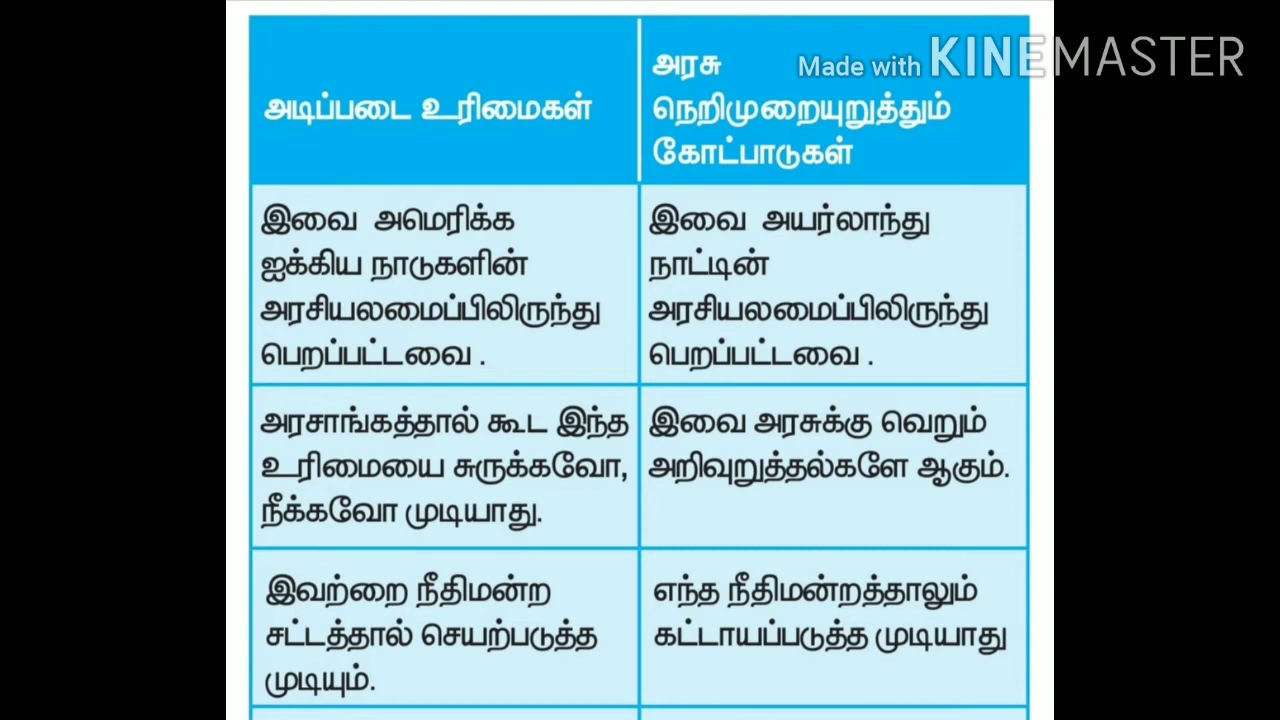 Made with KINEMASTER
அடிப்படை உரிமைகள்
அரசு
நெறிமுறையுறுத்தும்
கோட்பாடுகள்
இவை அமெரிக்க
ஐக்கிய நாடுகளின்
அரசியலமைப்பிலிருந்து
பெறப்பட்டவை .
இவை அயர்லாந்து
நாட்டின்
அரசியலமைப்பிலிருந்து
பெறப்பட்டவை .
அரசாங்கத்தால் கூட இந்த
உரிமையை சுருக்கவோ,
நீக்கவோ முடியாது.
இவை அரசுக்கு வெறும்
அறிவுறுத்தல்களே ஆகும்.
இவற்றை நீதிமன்ற
சட்டத்தால் செயற்படுத்த
முடியும்.
எந்த நீதிமன்றத்தாலும்
கட்டாயப்படுத்த முடியாது